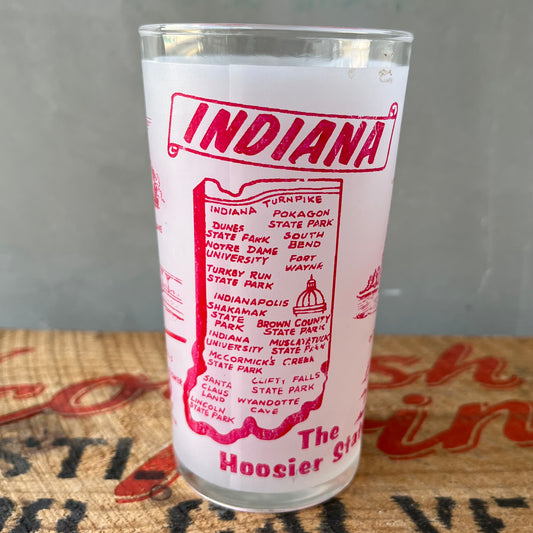 INDIANA
INDIANA TURNPIKE
POKAGON
STATE PARK
DUNES
STATE PARK
SOUTH
BEND
NOTRE DAME
UNIVERSITY
FORT
WAYNE
TURKEY RUN
STATE PARK
INDIANAPOLIS
SHAKAMAK
STATE
PARK
BROWN COUNTY
STATE PARK
INDIANA
UNIVERSITY
MUSCATATUCK
STATE PARK
McCORMICK'S CREEK
STATE PARK
SANTA
CLAUS
LAND
CLIFTY FALLS
STATE PARK
LINCOLN
STATE PARK
WYANDOTTE
CAVE
The
Hoosier